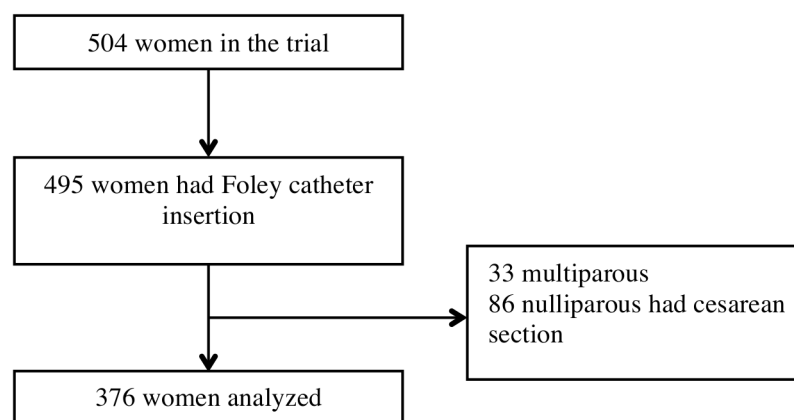 504 women in the trial
495 women had Foley catheter
insertion
33 multiparous
86 nulliparous had cesarean
section
376 women analyzed